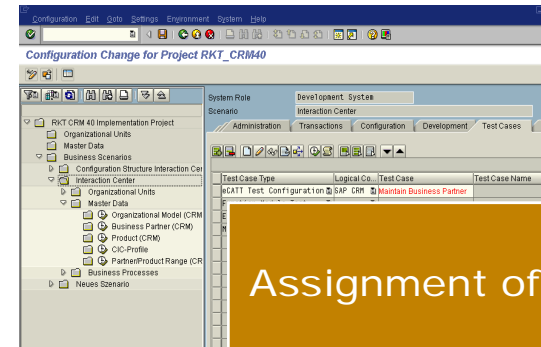 Configuration Edit Goto Settings Environment System Help
Configuration Change for Project RKT_CRM40
System Role Development System
Scenario Interaction Center
Administration Transactions Configuration Development Test Cases
RKT CRM 40 Implementation Project
Organizational Units
Master Data
Business Scenarios
Configuration Structure Interaction Cer
Interaction Center
Organizational Units
Master Data
Organizational Model (CRM
Business Partner (CRM)
Product (CRM)
CIC-Profile
Partner/Product Range (CR
Business Processes
Neues Szenario
Test Case Type Logical Co... Test Case Test Case Name
eCATT Test Configuration SAP CRM Maintain Business Partner
Assignment of